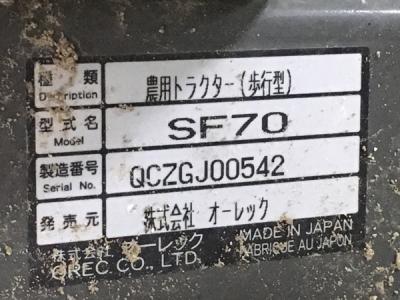 種類 農用トラクター(歩行型)
Description
型式名 SF70
Model
製造番号 QCZGJ00542
Serial No.
発売元 株式会社 オーレック
株式会社 オーレック MADE IN JAPAN
OREC CO., LTD. FABRIQUÉ AU JAPON